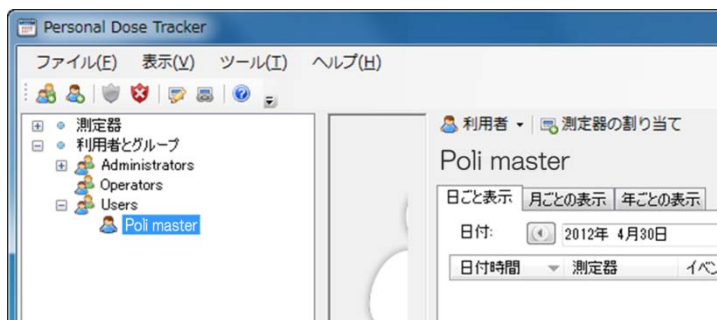 Personal Dose Tracker
ファイル(F) 表示(V) ツール(T) ヘルプ(H)
測定器
利用者とグループ
Administrators
Operators
Users
Poli master
利用者 測定器の割り当て
Poli master
日ごと表示 月ごとの表示 年ごとの表示
日付: 2012年 4月30日
日付時間 測定器 イベン